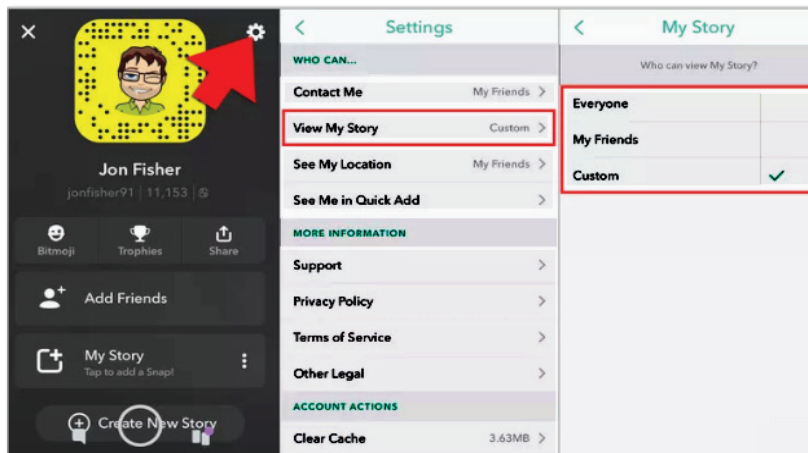 Jon Fisher
jonfisher91 | 11,153 |
Bitmoji
Trophies
Share
Add Friends
My Story
Tap to add a Snap!
Create New Story
Settings
WHO CAN...
Contact Me My Friends
View My Story Custom
See My Location My Friends
See Me in Quick Add
MORE INFORMATION
Support
Privacy Policy
Terms of Service
Other Legal
ACCOUNT ACTIONS
Clear Cache 3.63MB
My Story
Who can view My Story?
Everyone
My Friends
Custom